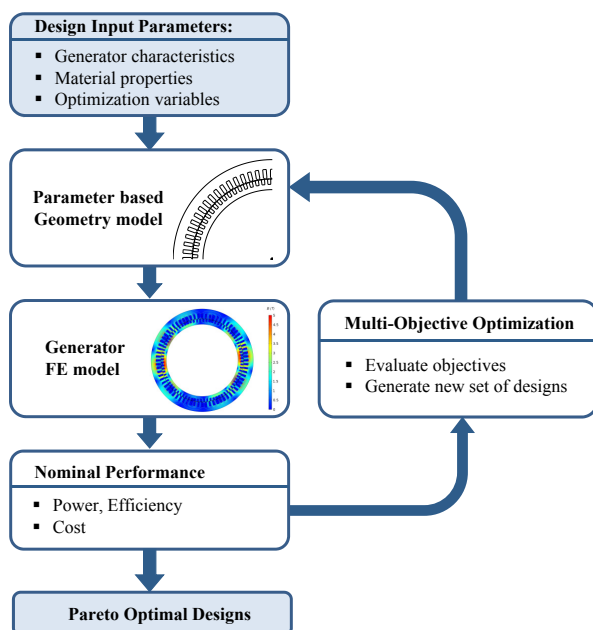 Design Input Parameters:
▪ Generator characteristics
▪ Material properties
▪ Optimization variables
Parameter based
Geometry model
Generator
FE model
Multi-Objective Optimization
▪ Evaluate objectives
▪ Generate new set of designs
Nominal Performance
▪ Power, Efficiency
▪ Cost
Pareto Optimal Designs